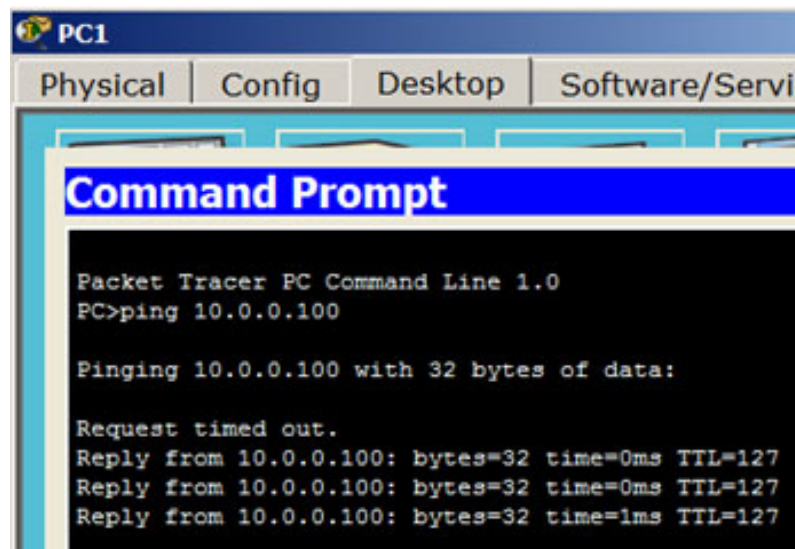 PC1
Physical Config Desktop Software/Servi
Command Prompt
Packet Tracer PC Command Line 1.0
PC>ping 10.0.0.100
Pinging 10.0.0.100 with 32 bytes of data:
Request timed out.
Reply from 10.0.0.100: bytes=32 time=0ms TTL=127
Reply from 10.0.0.100: bytes=32 time=0ms TTL=127
Reply from 10.0.0.100: bytes=32 time=1ms TTL=127